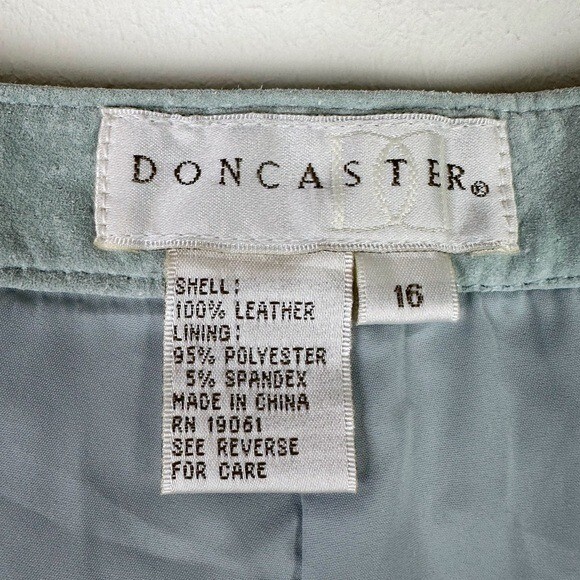 DONCASTER®
16
SHELL:
100% LEATHER
LINING:
95% POLYESTER
5% SPANDEX
MADE IN CHINA
RN 19061
SEE REVERSE
FOR CARE